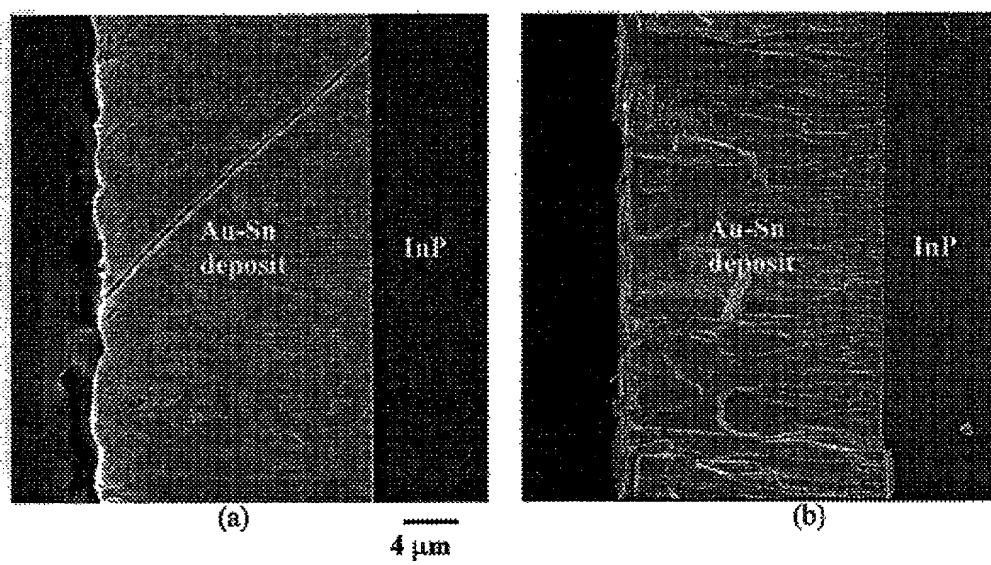 Au-Sn
deposit
InP
Au-Sn
deposit
InP
(a)
(b)
4 μm